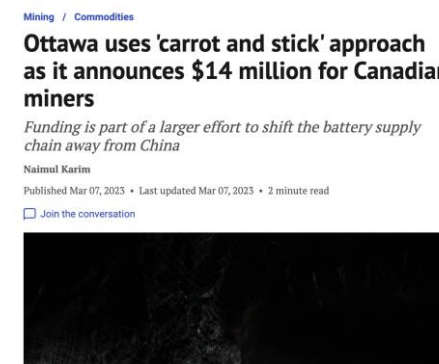 Mining / Commodities
Ottawa uses 'carrot and stick' approach
as it announces $14 million for Canadian
miners
Funding is part of a larger effort to shift the battery supply
chain away from China
Naimul Karim
Published Mar 07, 2023 • Last updated Mar 07, 2023 • 2 minute read
Join the conversation